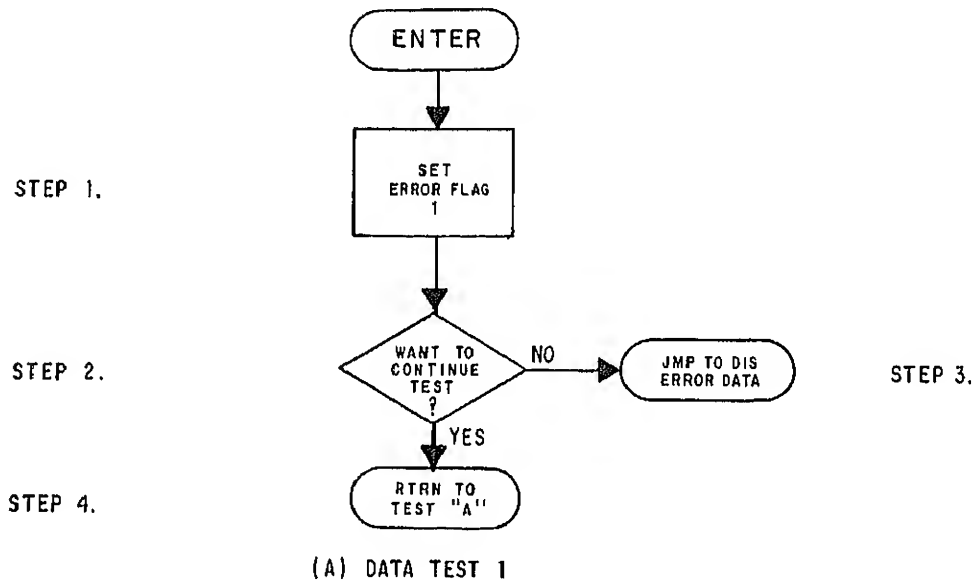 ENTER
STEP 1.
SET
ERROR FLAG
1
STEP 2.
WANT TO
CONTINUE
TEST
?
NO
JMP TO DIS
ERROR DATA
STEP 3.
YES
STEP 4.
RTRN TO
TEST "A"
(A) DATA TEST 1